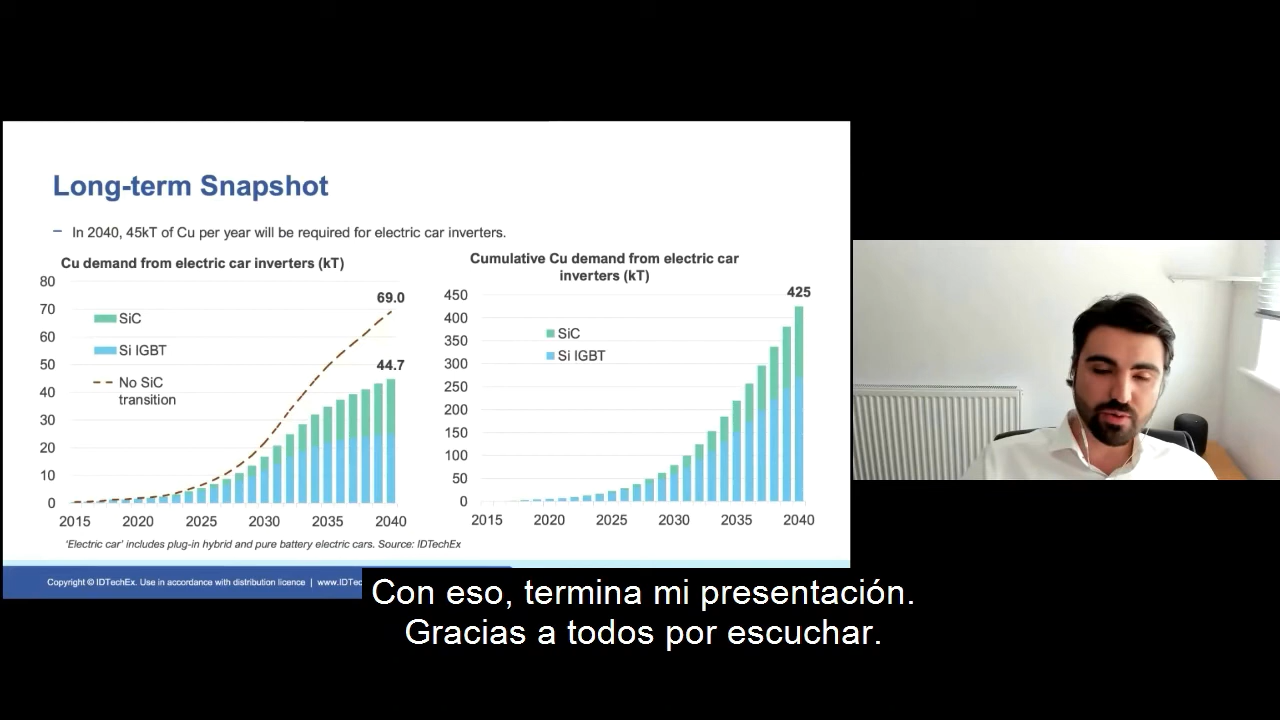 Long-term Snapshot
– In 2040, 45kT of Cu per year will be required for electric car inverters.
Cu demand from electric car inverters (kT)
80
70
60
50
40
30
20
10
0
SiC
Si IGBT
No SiC
transition
69.0
44.7
2015 2020 2025 2030 2035 2040
Cumulative Cu demand from electric car
inverters (kT)
450
400
350
300
250
200
150
100
50
0
SiC
Si IGBT
425
2015 2020 2025 2030 2035 2040
'Electric car' includes plug-in hybrid and pure battery electric cars. Source: IDTechEx
Copyright © IDTechEx. Use in accordance with distribution licence | www.IDTec
Con eso, termina mi presentación.
Gracias a todos por escuchar.